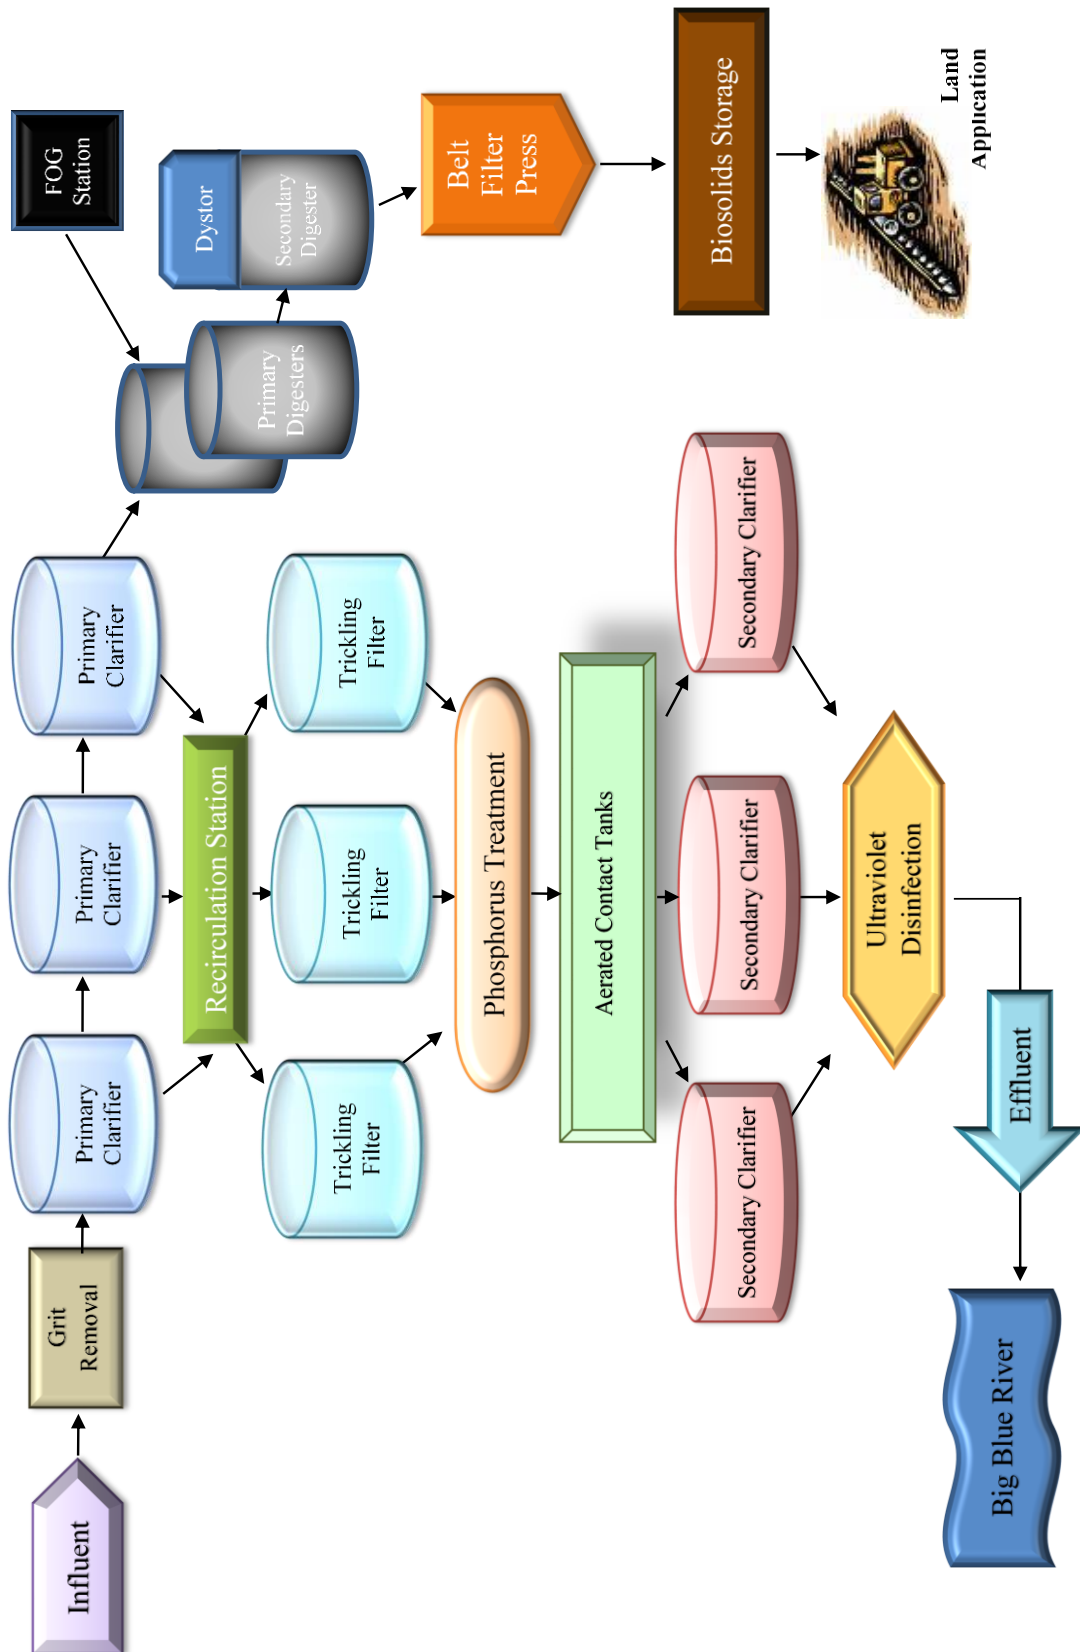 Influent
Grit
Removal
Primary
Clarifier
Primary
Clarifier
Primary
Clarifier
FOG
Station
Primary
Digesters
Dystor
Secondary
Digester
Recirculation Station
Trickling
Filter
Trickling
Filter
Trickling
Filter
Belt
Filter
Press
Phosphorus Treatment
Aerated Contact Tanks
Biosolids Storage
Secondary Clarifier
Secondary Clarifier
Secondary Clarifier
Land
Application
Ultraviolet
Disinfection
Effluent
Big Blue River